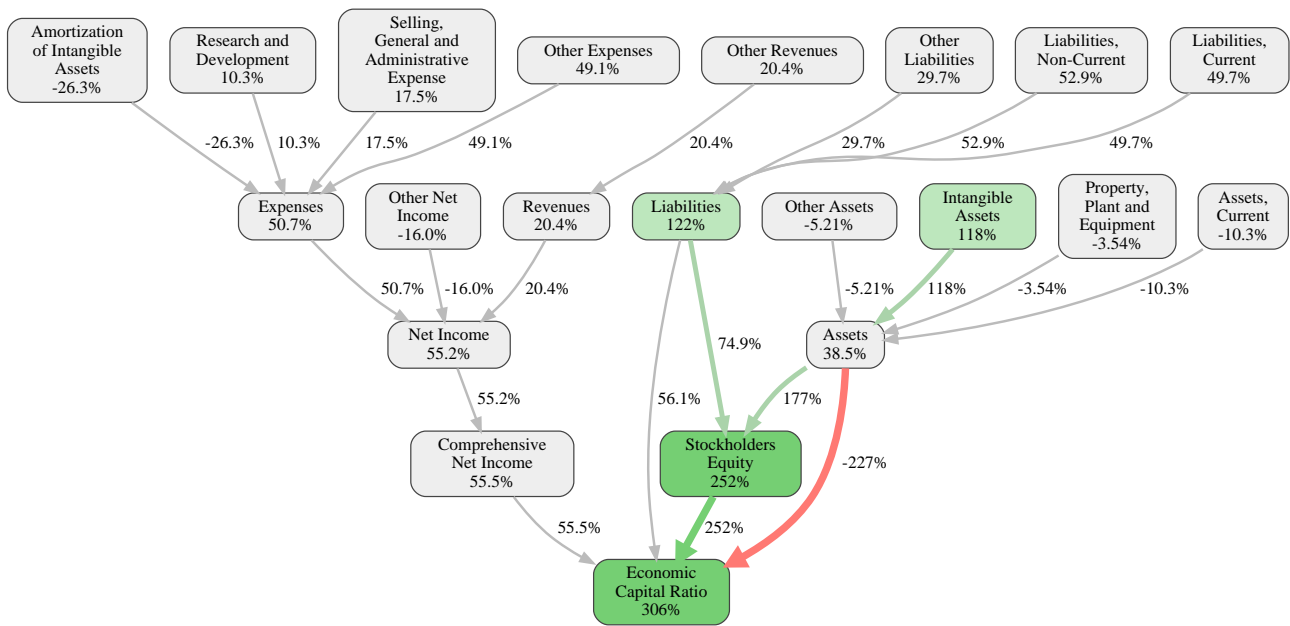 Amortization
of Intangible
Assets
-26.3%
Research and
Development
10.3%
Selling,
General and
Administrative
Expense
17.5%
Other Expenses
49.1%
Other Revenues
20.4%
Other
Liabilities
29.7%
Liabilities,
Non-Current
52.9%
Liabilities,
Current
49.7%
-26.3%
10.3%
17.5%
49.1%
20.4%
29.7%
52.9%
49.7%
Expenses
50.7%
Other Net
Income
-16.0%
Revenues
20.4%
Liabilities
122%
Other Assets
-5.21%
Intangible
Assets
118%
Property,
Plant and
Equipment
-3.54%
Assets,
Current
-10.3%
50.7%
-16.0%
20.4%
-5.21%
118%
-3.54%
-10.3%
Net Income
55.2%
74.9%
Assets
38.5%
55.2%
56.1%
177%
Comprehensive
Net Income
55.5%
Stockholders
Equity
252%
-227%
55.5%
252%
Economic
Capital Ratio
306%